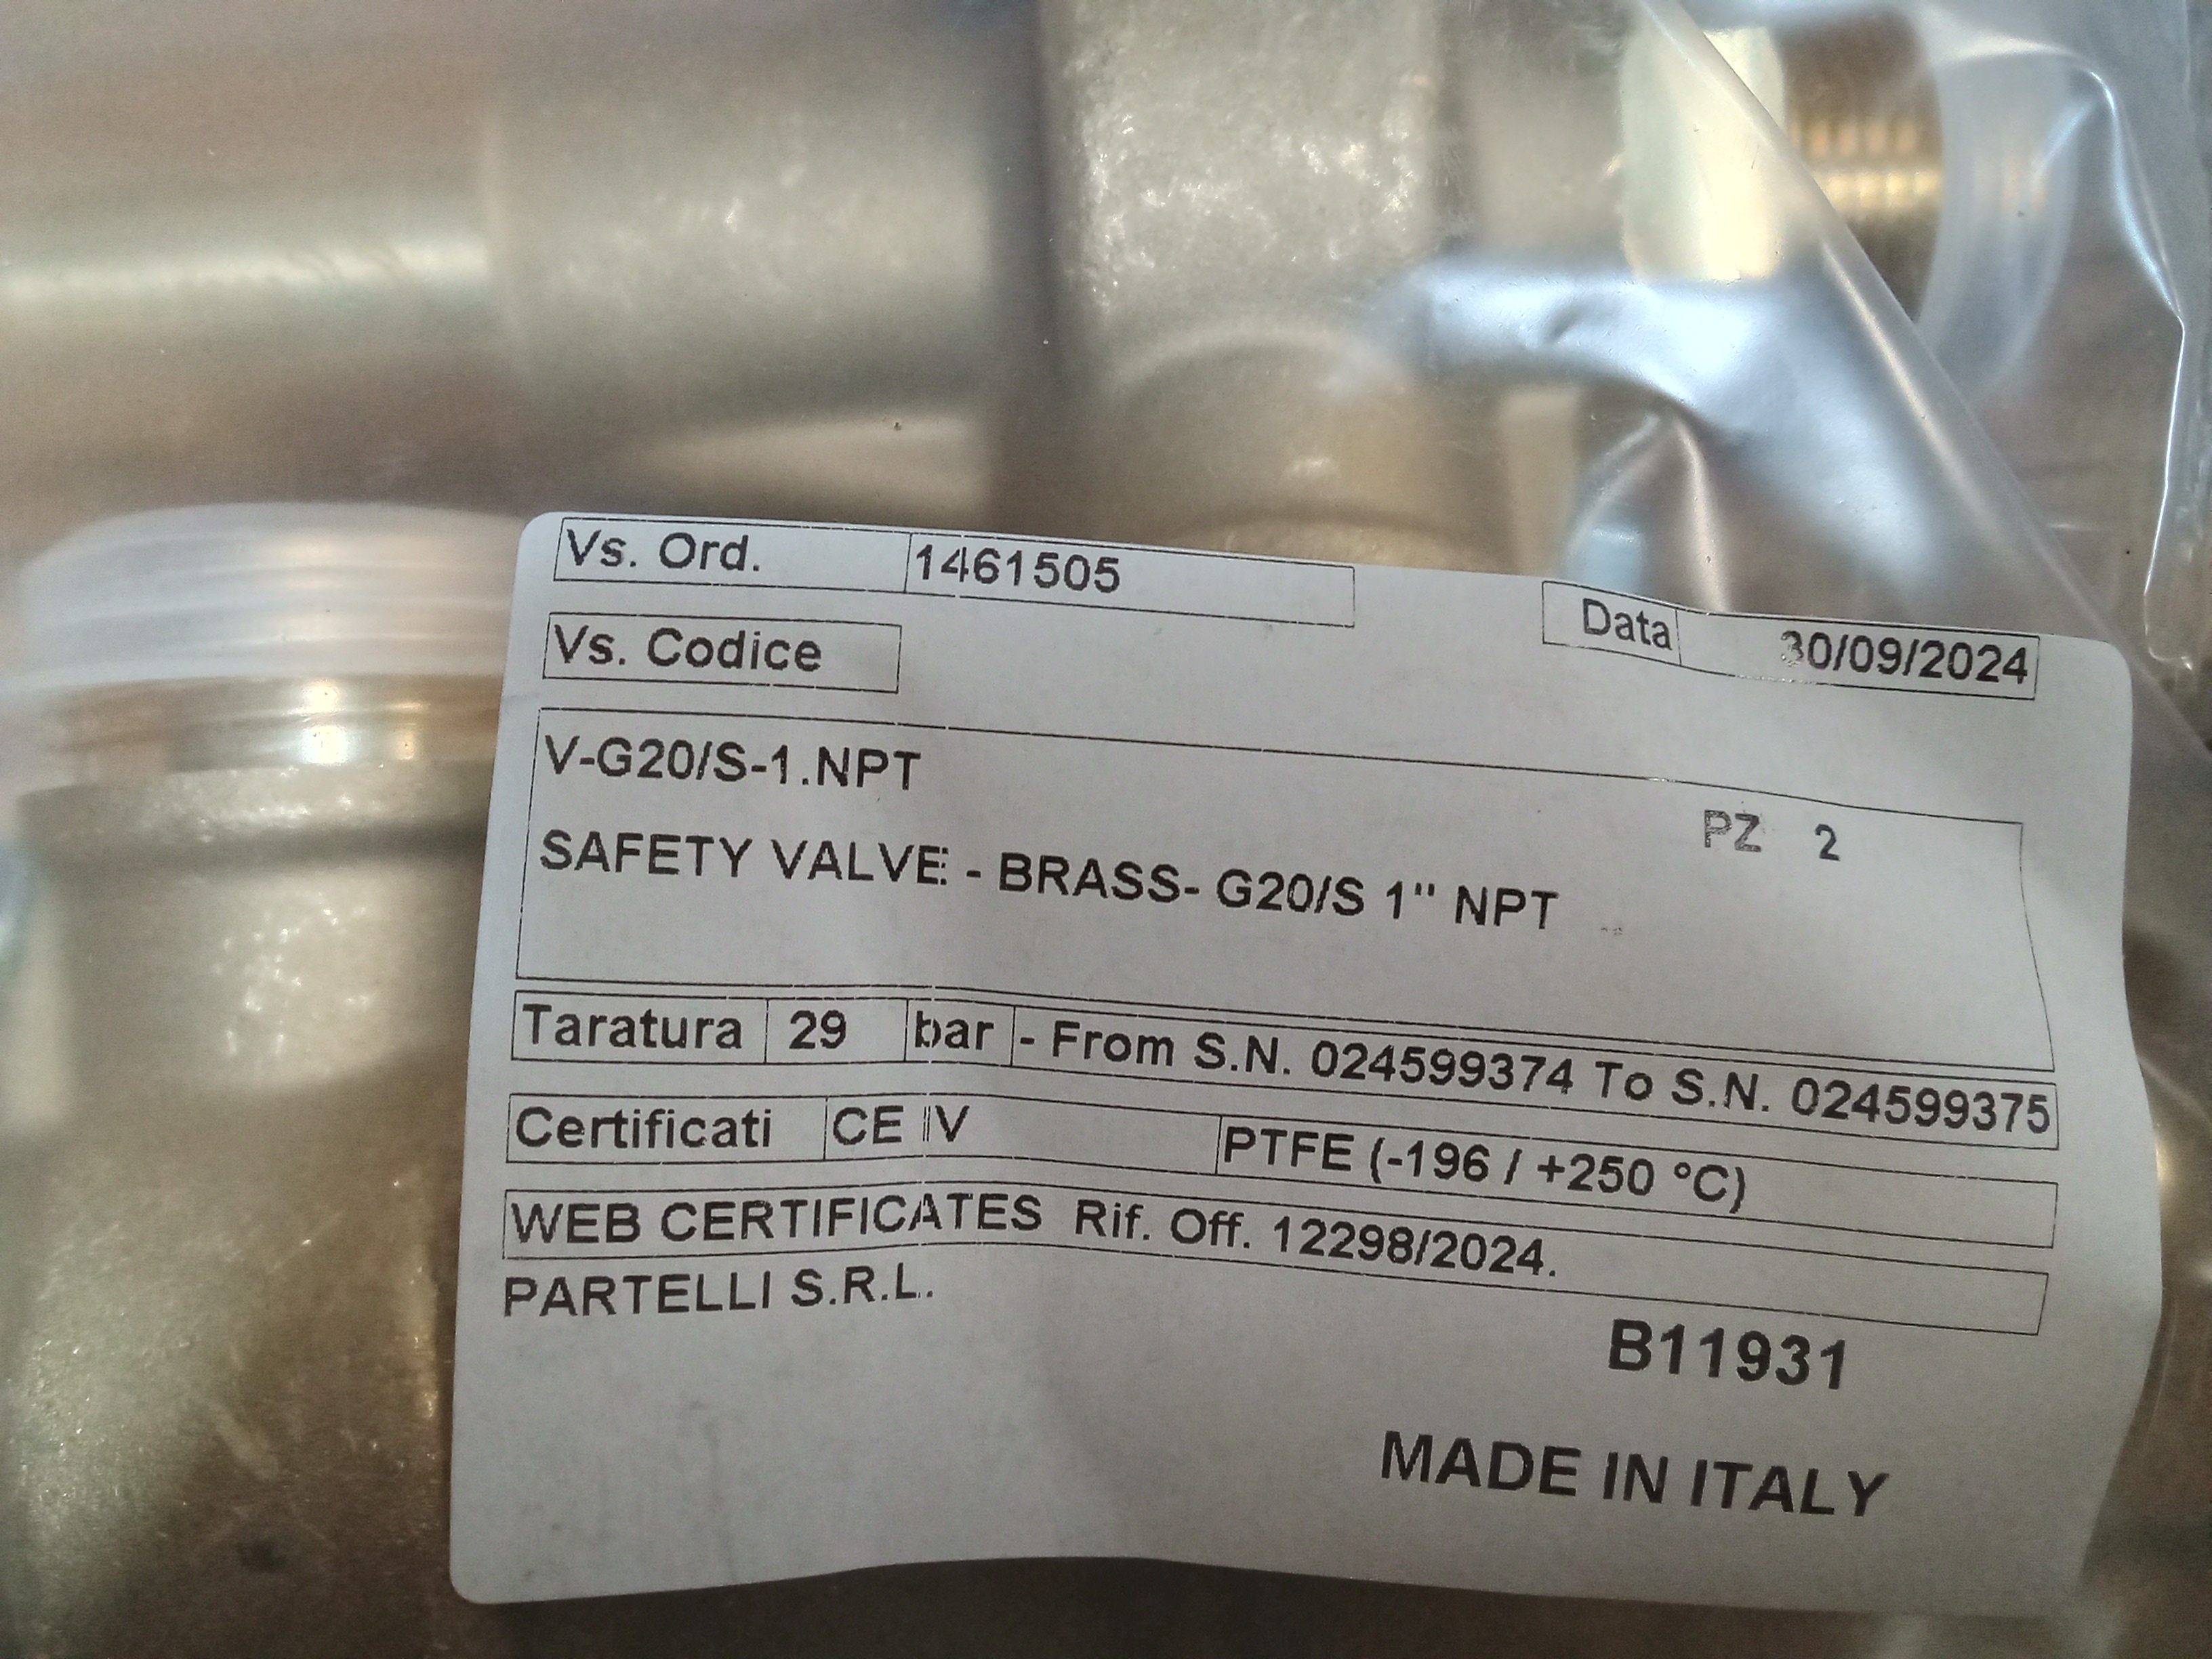 Vs. Ord. 1461505
Data 30/09/2024
Vs. Codice
V-G20/S-1.NPT
PZ 2
SAFETY VALVE - BRASS- G20/S 1" NPT
Taratura 29 bar - From S.N. 024599374 To S.N. 024599375
Certificati CE IV PTFE (-196 / +250 °C)
WEB CERTIFICATES Rif. Off. 12298/2024.
PARTELLI S.R.L.
B11931
MADE IN ITALY